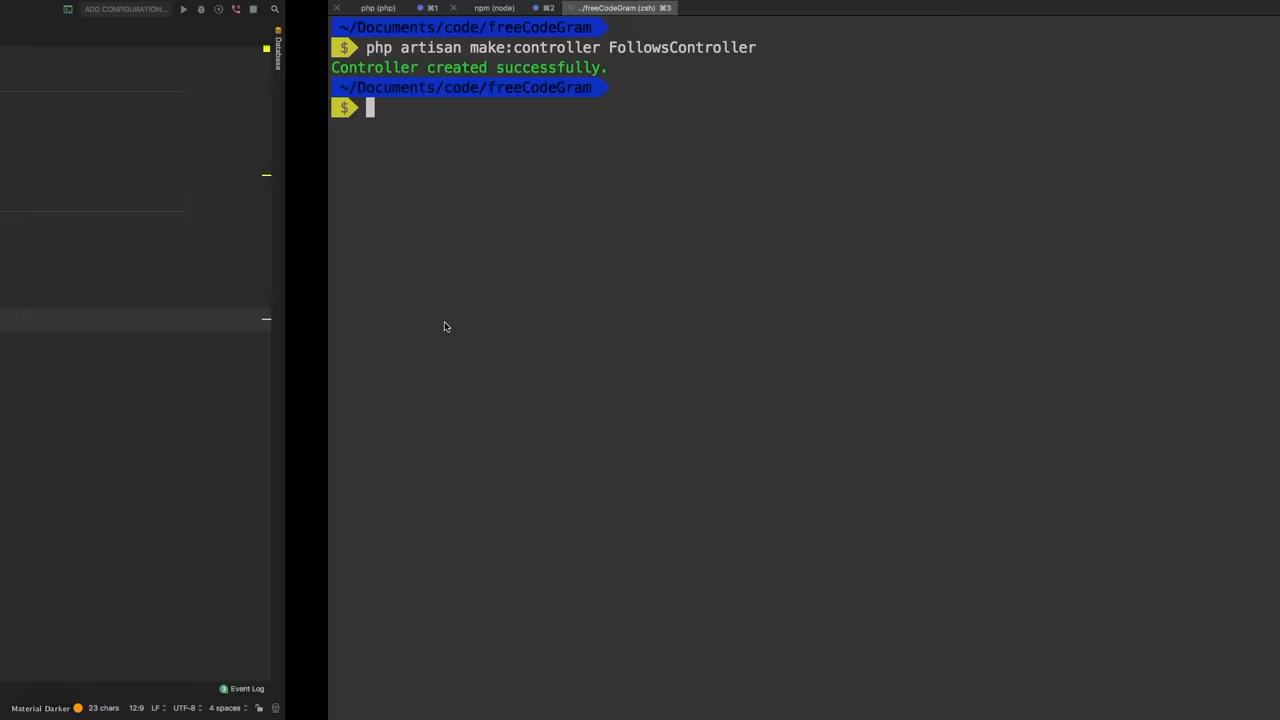 ADD CONFIGURATION...
Database
Event Log
Material Darker 23 chars 12:9 LF UTF-8 4 spaces
php (php) ⌘1 npm (node) ⌘2 ../freeCodeGram (zsh) ⌘3
~/Documents/code/freeCodeGram
$ php artisan make:controller FollowsController
Controller created successfully.
~/Documents/code/freeCodeGram
$